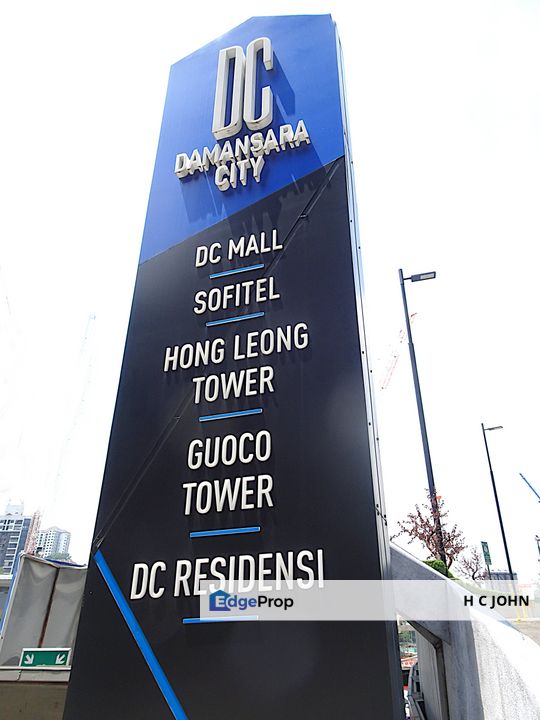 DC
DAMANSARA
CITY
DC MALL
SOFITEL
HONG LEONG
TOWER
GUOCO
TOWER
DC RESIDENSI
EdgeProp
H C JOHN